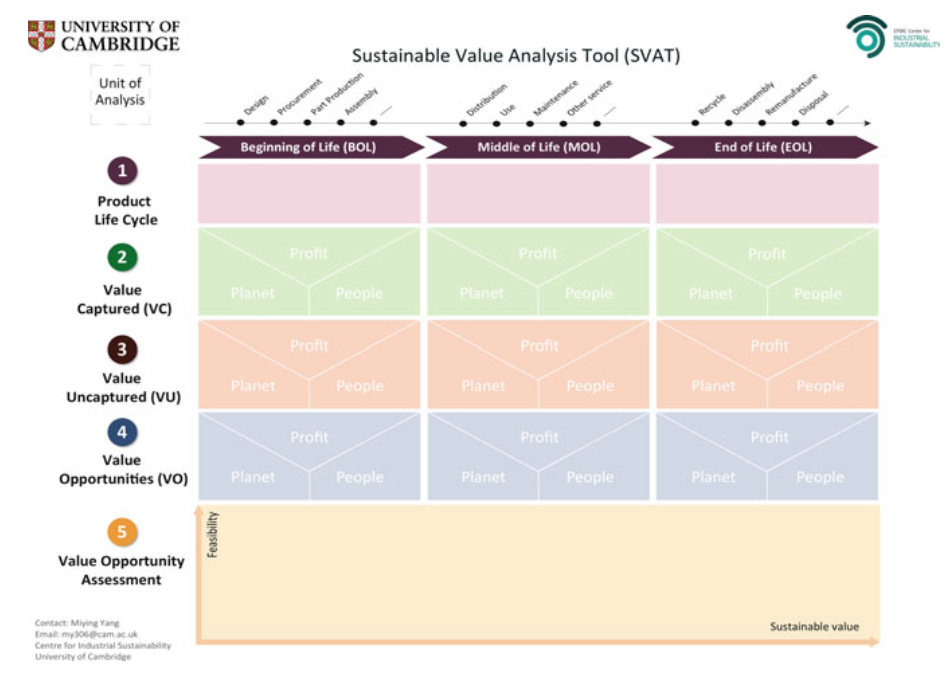 UNIVERSITY OF
CAMBRIDGE
EPSRC Center for
INDUSTRIAL
SUSTAINABILITY
Sustainable Value Analysis Tool (SVAT)
Unit of
Analysis
Design
Procurement
Part Production
Assembly
......
Distribution
Use
Maintenance
Other service
......
Recycle
Disassembly
Remanufacture
Disposal
......
Beginning of Life (BOL)
Middle of Life (MOL)
End of Life (EOL)
1
Product
Life Cycle
2
Value
Captured (VC)
Profit
Planet
People
Profit
Planet
People
Profit
Planet
People
3
Value
Uncaptured (VU)
Profit
Planet
People
Profit
Planet
People
Profit
Planet
People
4
Value
Opportunities (VO)
Profit
Planet
People
Profit
Planet
People
Profit
Planet
People
5
Value Opportunity
Assessment
Feasibility
Sustainable value
Contact: Miying Yang
Email: my306@cam.ac.uk
Centre for Industrial Sustainability
University of Cambridge